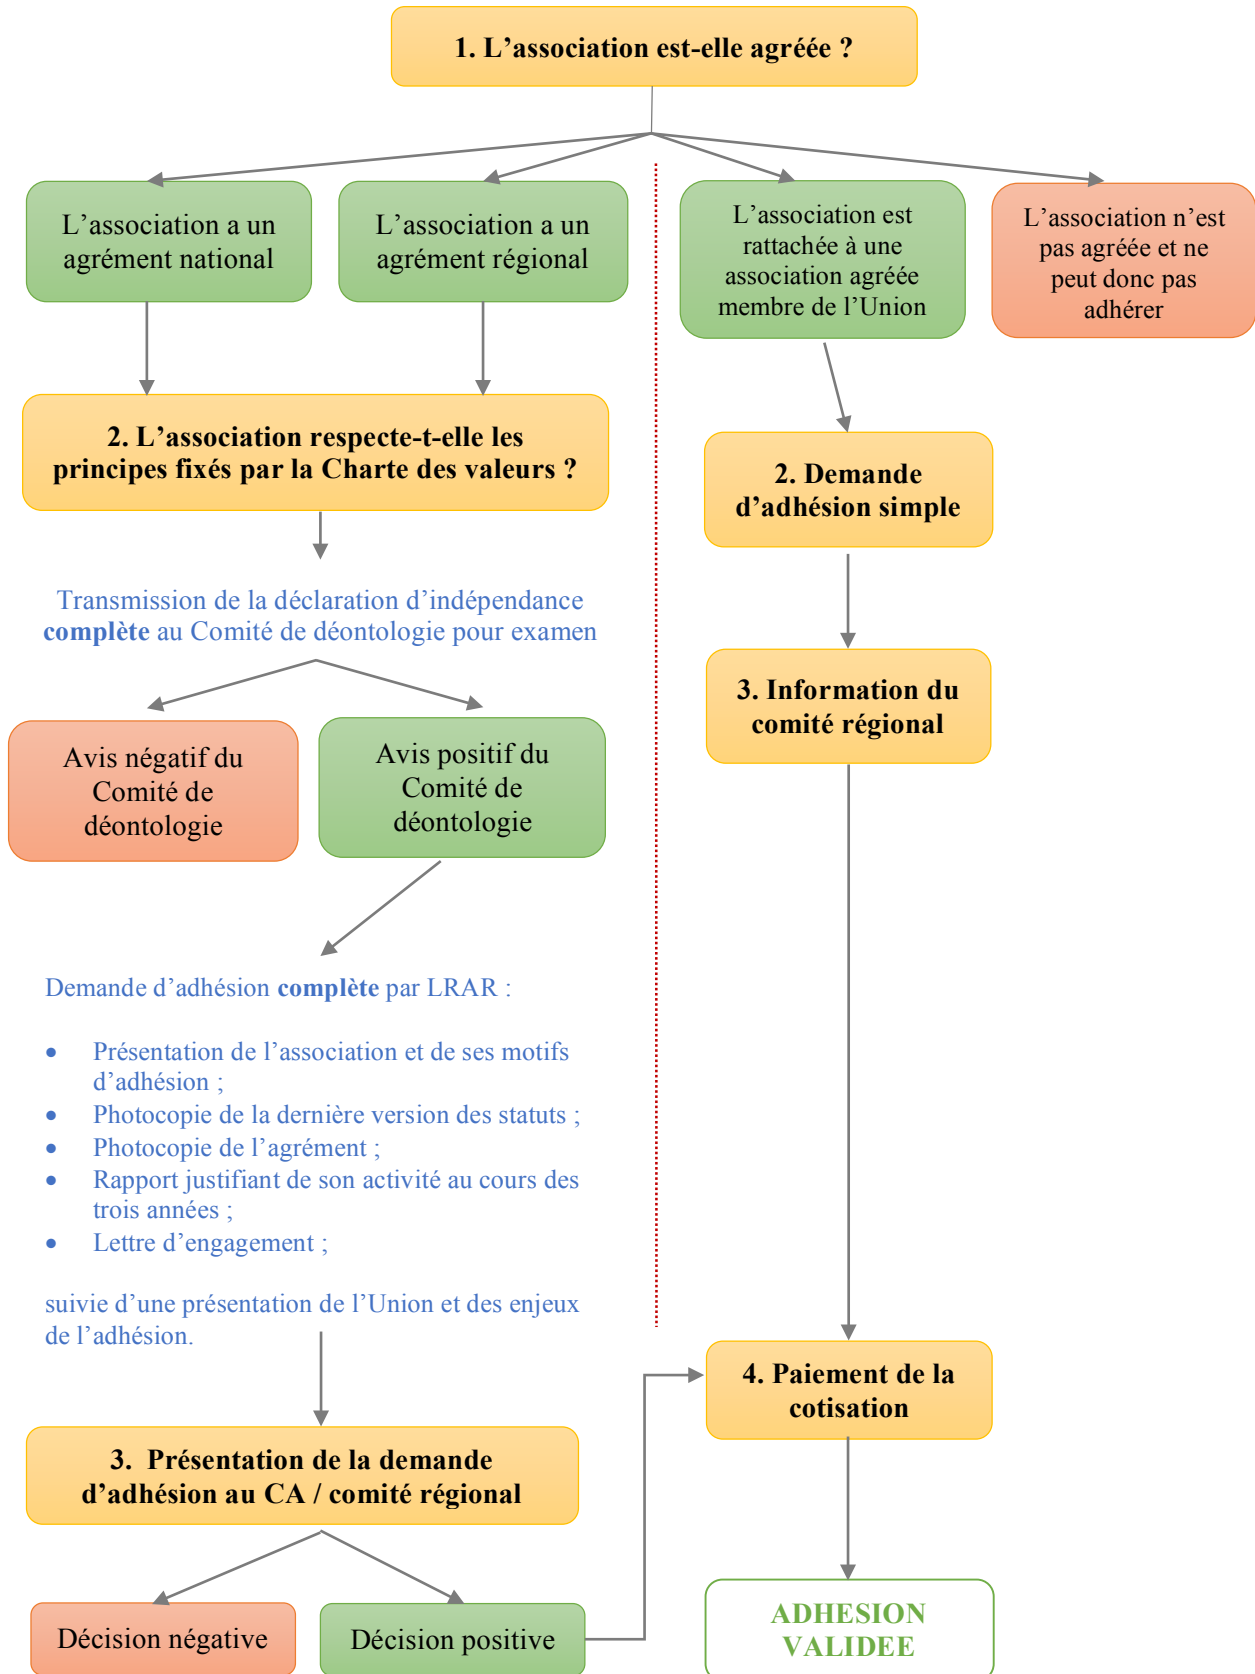 1. L’association est-elle agréée ?
L’association a un
agrément national
L’association a un
agrément régional
L’association est
rattachée à une
association agréée
membre de l’Union
L’association n’est
pas agréée et ne
peut donc pas
adhérer
2. L’association respecte-t-elle les
principes fixés par la Charte des valeurs ?
2. Demande
d’adhésion simple
Transmission de la déclaration d’indépendance
complète au Comité de déontologie pour examen
3. Information du
comité régional
Avis négatif du
Comité de
déontologie
Avis positif du
Comité de
déontologie
Demande d’adhésion complète par LRAR :
• Présentation de l’association et de ses motifs
d’adhésion ;
• Photocopie de la dernière version des statuts ;
• Photocopie de l’agrément ;
• Rapport justifiant de son activité au cours des
trois années ;
• Lettre d’engagement ;
suivie d’une présentation de l’Union et des enjeux
de l’adhésion.
4. Paiement de la
cotisation
3. Présentation de la demande
d’adhésion au CA / comité régional
Décision négative
Décision positive
ADHESION
VALIDEE